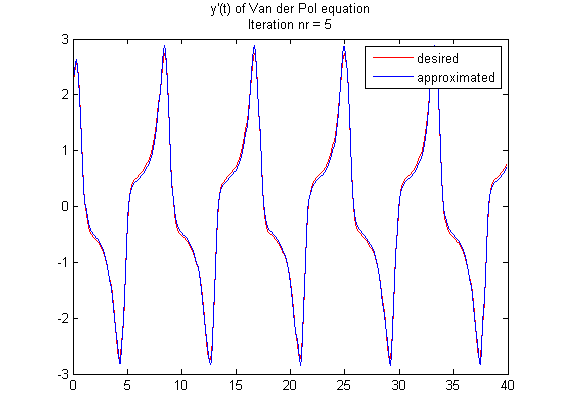 y'(t) of Van der Pol equation
Iteration nr = 5
3
desired
approximated
2
1
0
-1
-2
-3
0 5 10 15 20 25 30 35 40